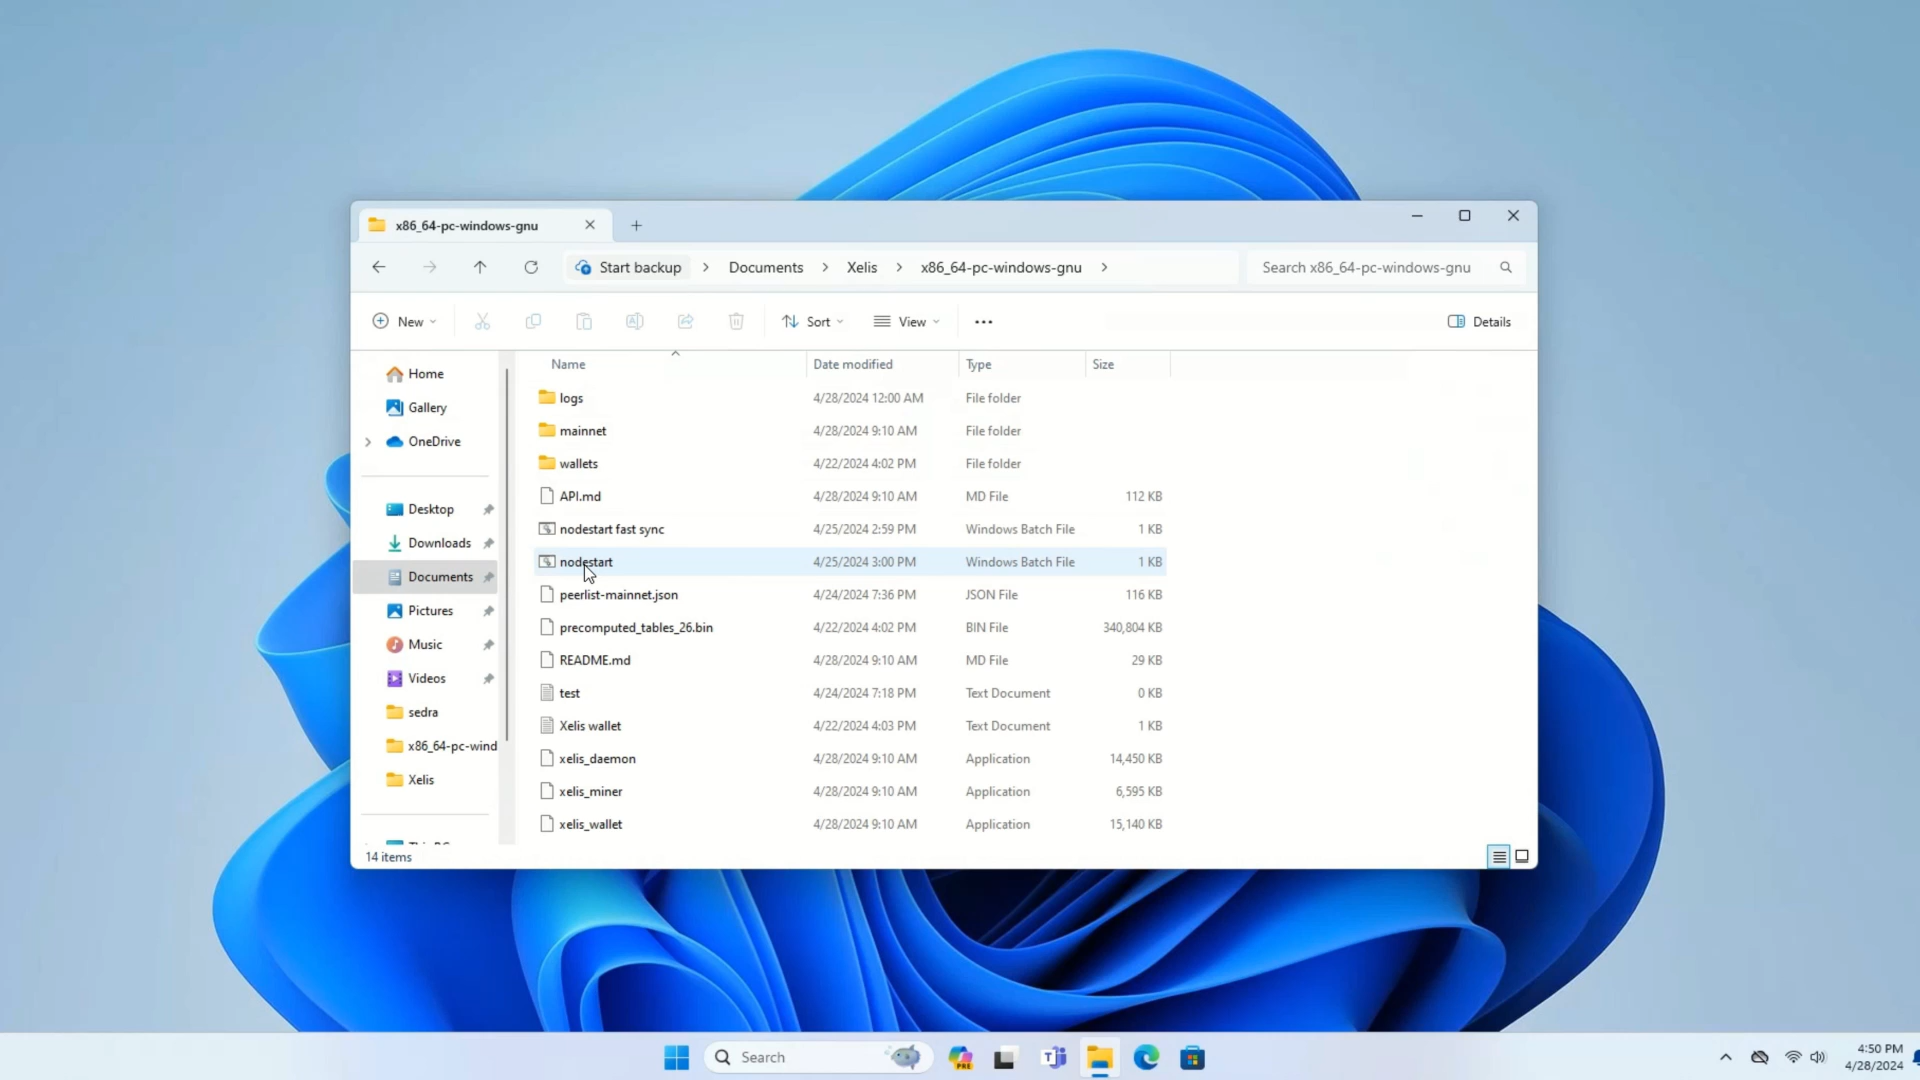 x86_64-pc-windows-gnu
Start backup Documents Xelis x86_64-pc-windows-gnu Search x86_64-pc-windows-gnu
New Sort View Details
Name Date modified Type Size
Home
Gallery
OneDrive
Desktop
Downloads
Documents
Pictures
Music
Videos
sedra
x86_64-pc-wind
Xelis
logs 4/28/2024 12:00 AM File folder
mainnet 4/28/2024 9:10 AM File folder
wallets 4/22/2024 4:02 PM File folder
API.md 4/28/2024 9:10 AM MD File 112 KB
nodestart fast sync 4/25/2024 2:59 PM Windows Batch File 1 KB
nodestart 4/25/2024 3:00 PM Windows Batch File 1 KB
peerlist-mainnet.json 4/24/2024 7:36 PM JSON File 116 KB
precomputed_tables_26.bin 4/22/2024 4:02 PM BIN File 340,804 KB
README.md 4/28/2024 9:10 AM MD File 29 KB
test 4/24/2024 7:18 PM Text Document 0 KB
Xelis wallet 4/22/2024 4:03 PM Text Document 1 KB
xelis_daemon 4/28/2024 9:10 AM Application 14,450 KB
xelis_miner 4/28/2024 9:10 AM Application 6,595 KB
xelis_wallet 4/28/2024 9:10 AM Application 15,140 KB
14 items
Search
PRE
4:50 PM
4/28/2024